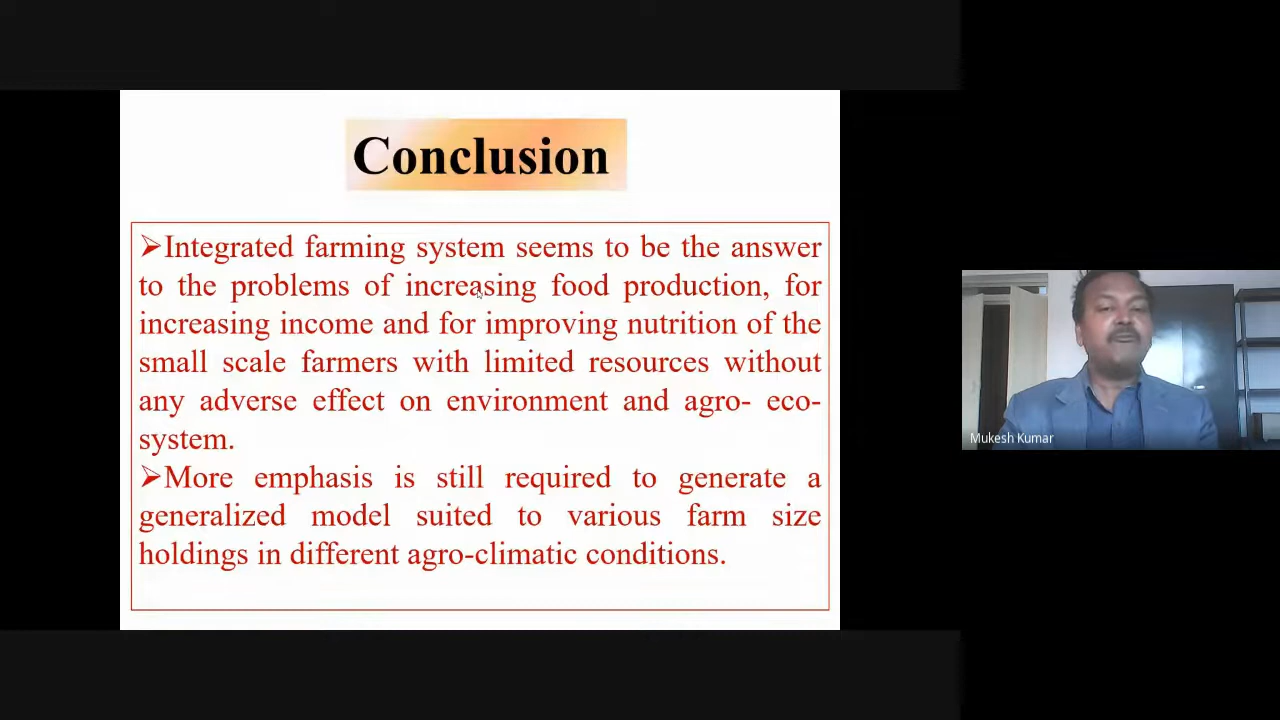 Conclusion
➢Integrated farming system seems to be the answer
to the problems of increasing food production, for
increasing income and for improving nutrition of the
small scale farmers with limited resources without
any adverse effect on environment and agro- eco-
system.
➢More emphasis is still required to generate a
generalized model suited to various farm size
holdings in different agro-climatic conditions.
Mukesh Kumar